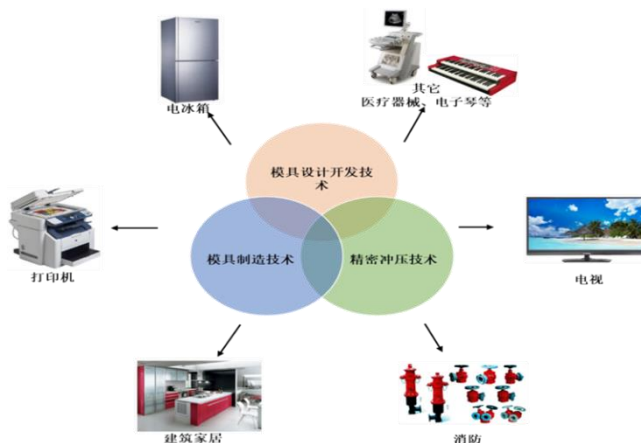 电冰箱
其它
医疗器械、电子琴等
模具设计开发技
术
模具制造技术
精密冲压技术
打印机
电视
建筑家居
消防